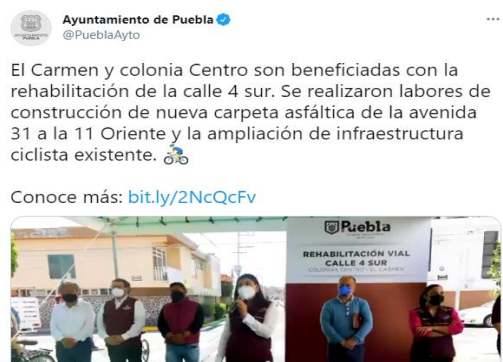 Ayuntamiento de Puebla
@PueblaAyto
El Carmen y colonia Centro son beneficiadas con la
rehabilitación de la calle 4 sur. Se realizaron labores de
construcción de nueva carpeta asfáltica de la avenida
31 a la 11 Oriente y la ampliación de infraestructura
ciclista existente. 🚴
Conoce más: bit.ly/2NcQcFv
Puebla
REHABILITACIÓN VIAL
CALLE 4 SUR
COLONIAS CENTRO - EL CARMEN